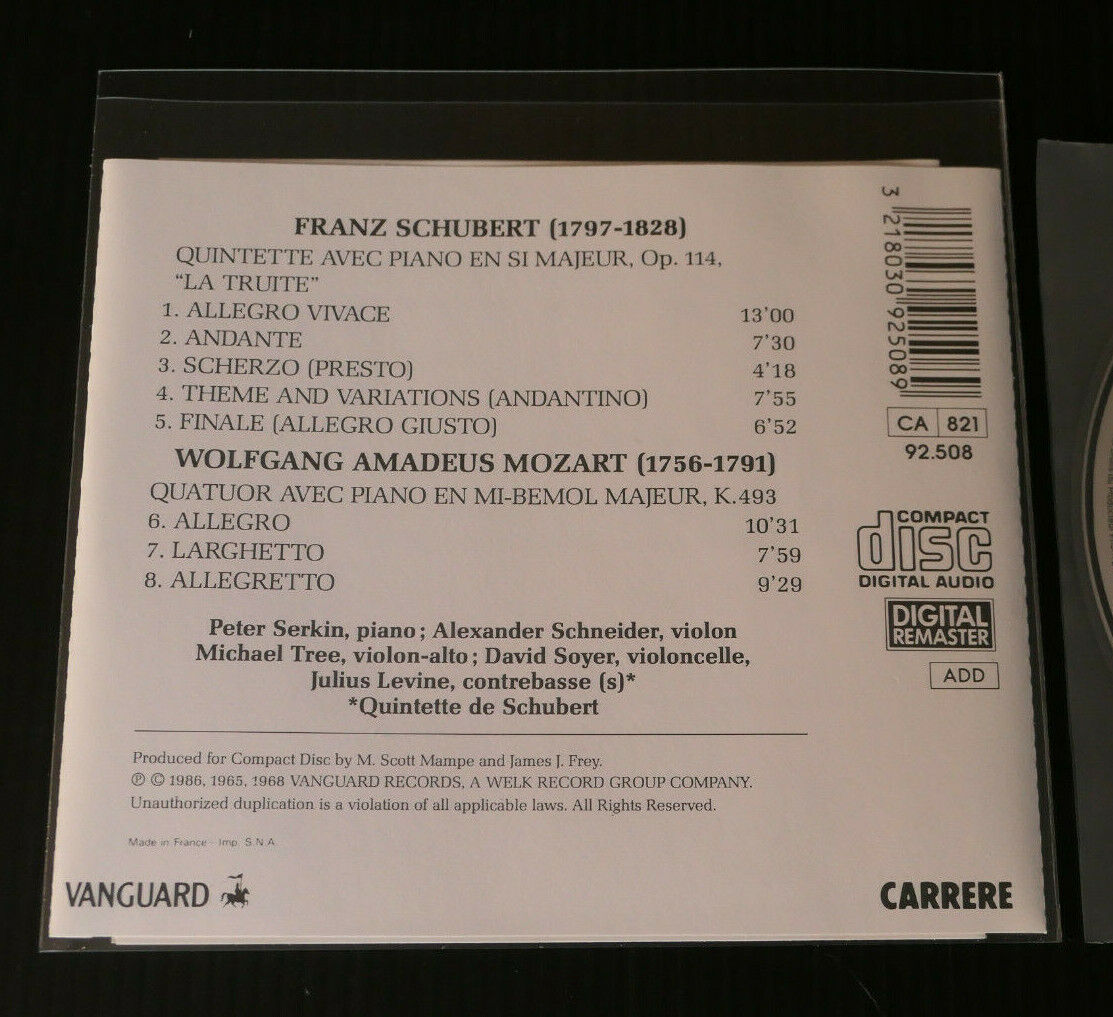 FRANZ SCHUBERT (1797-1828)
QUINTETTE AVEC PIANO EN SI MAJEUR, Op. 114,
“LA TRUITE”
1. ALLEGRO VIVACE 13’00
2. ANDANTE 7’30
3. SCHERZO (PRESTO) 4’18
4. THEME AND VARIATIONS (ANDANTINO) 7’55
5. FINALE (ALLEGRO GIUSTO) 6’52
WOLFGANG AMADEUS MOZART (1756-1791)
QUATUOR AVEC PIANO EN MI-BEMOL MAJEUR, K.493
6. ALLEGRO 10’31
7. LARGHETTO 7’59
8. ALLEGRETTO 9’29
Peter Serkin, piano ; Alexander Schneider, violon
Michael Tree, violon-alto ; David Soyer, violoncelle,
Julius Levine, contrebasse (s)*
*Quintette de Schubert
Produced for Compact Disc by M. Scott Mampe and James J. Frey.
℗ © 1986, 1965, 1968 VANGUARD RECORDS, A WELK RECORD GROUP COMPANY.
Unauthorized duplication is a violation of all applicable laws. All Rights Reserved.
Made in France - Imp. S.N.A.
VANGUARD
3 218030 925089
CA 821
92.508
COMPACT
disc
DIGITAL AUDIO
DIGITAL
REMASTER
ADD
CARRERE